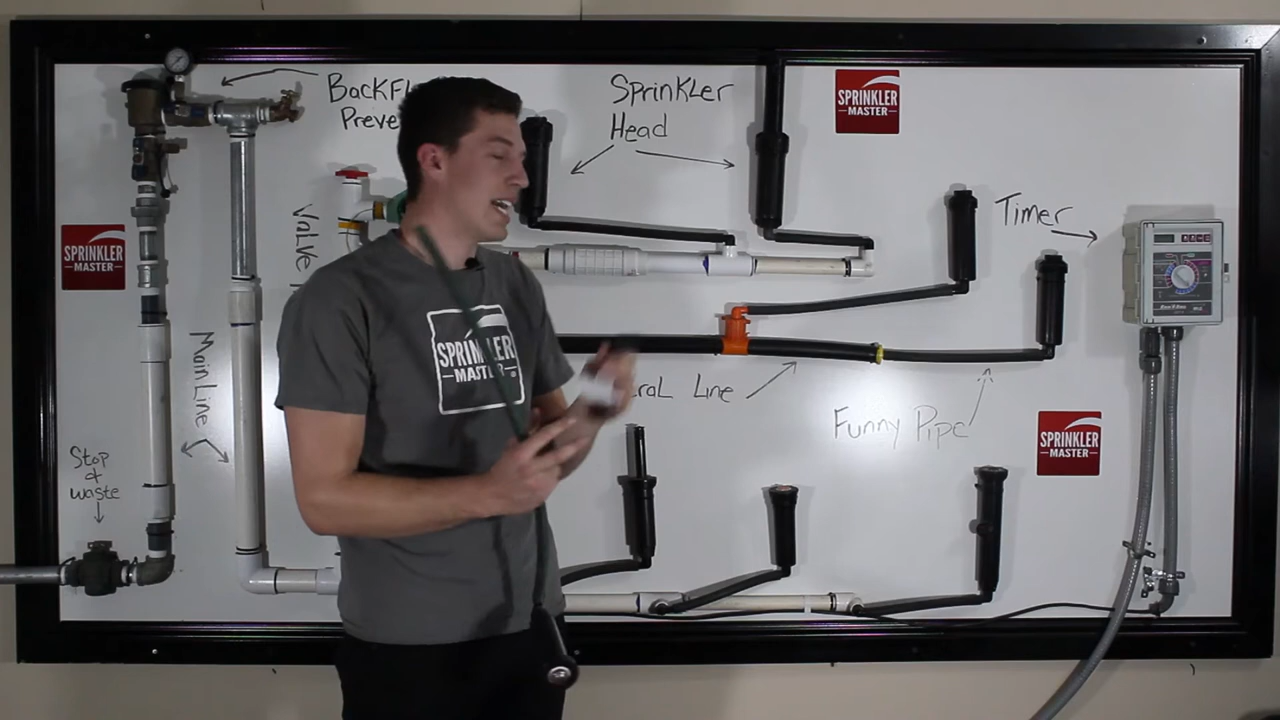 BackFl
Preve
Sprinkler
Head
SPRINKLER
MASTER
Timer
Valve
SPRINKLER
MASTER
SPRINKLER
MASTER
Main Line
Line
Funny Pipe
SPRINKLER
MASTER
Stop
&
waste